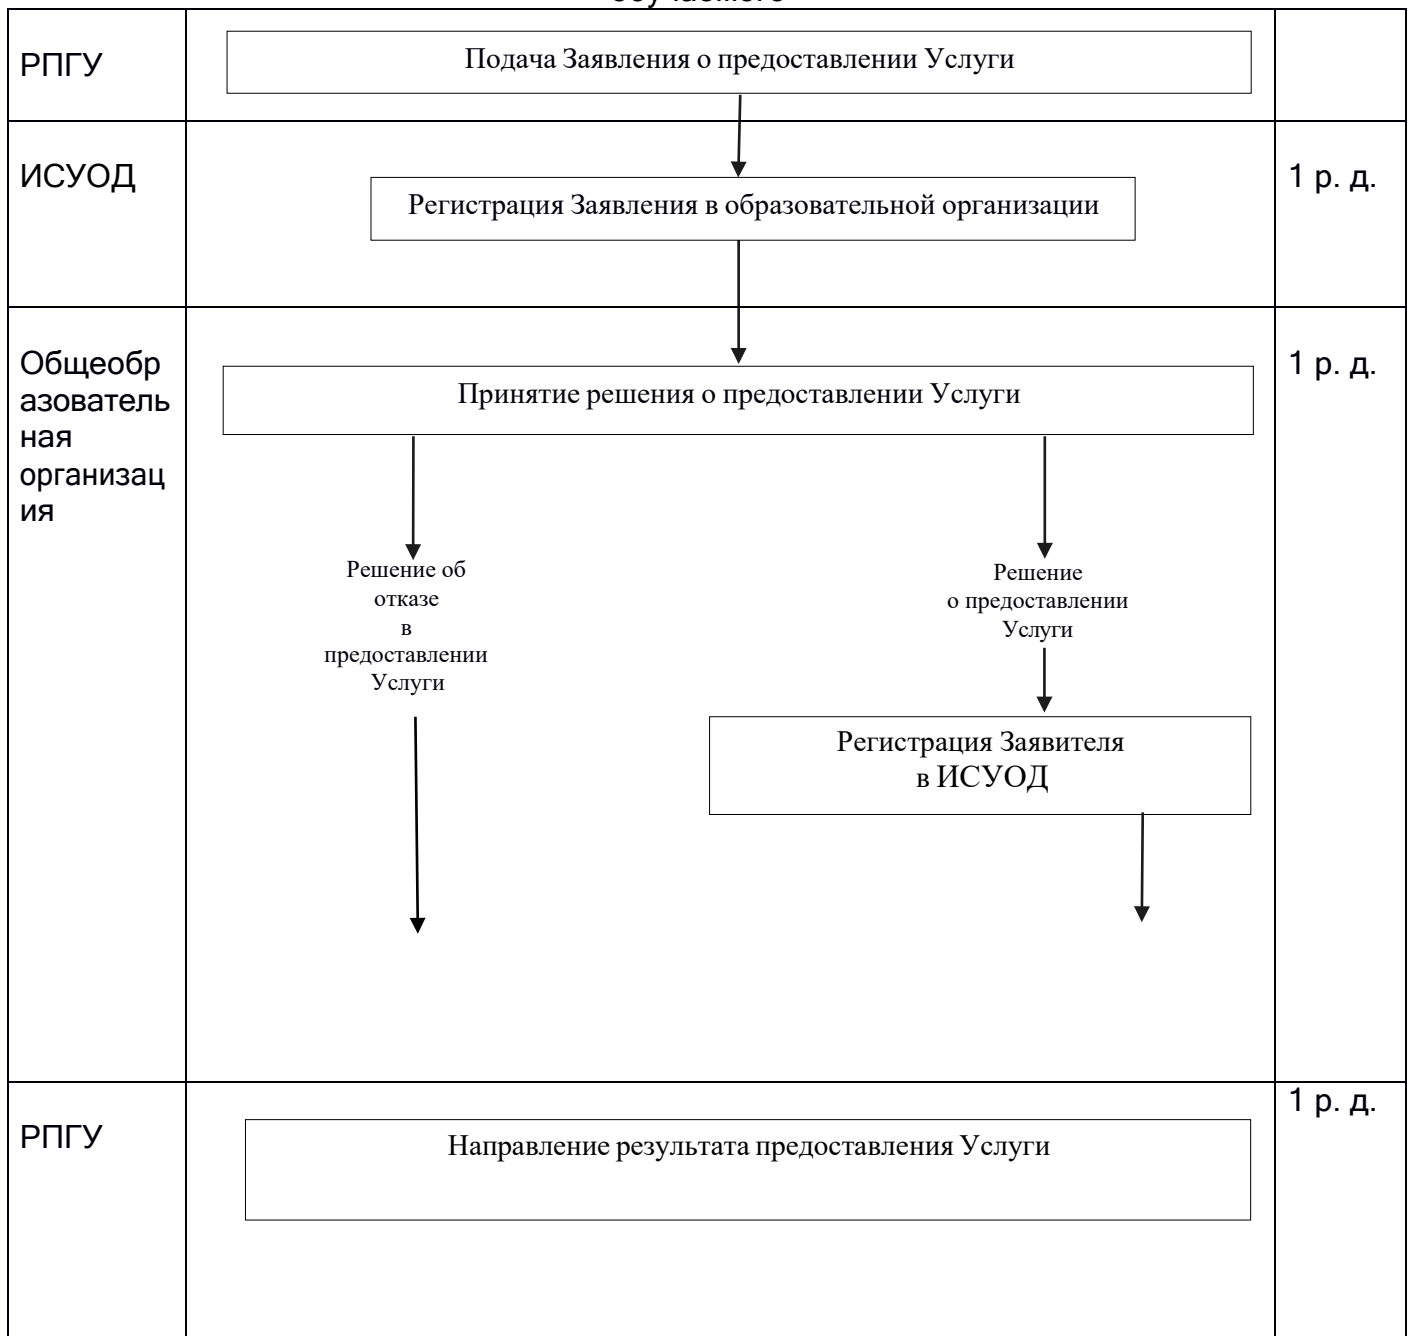 РПГУ
Подача Заявления о предоставлении Услуги
ИСУОД
Регистрация Заявления в образовательной организации
1 р. д.
Общеобр
азователь
ная
организац
ия
Принятие решения о предоставлении Услуги
1 р. д.
Решение об
отказе
в
предоставлении
Услуги
Решение
о предоставлении
Услуги
Регистрация Заявителя
в ИСУОД
РПГУ
Направление результата предоставления Услуги
1 р. д.